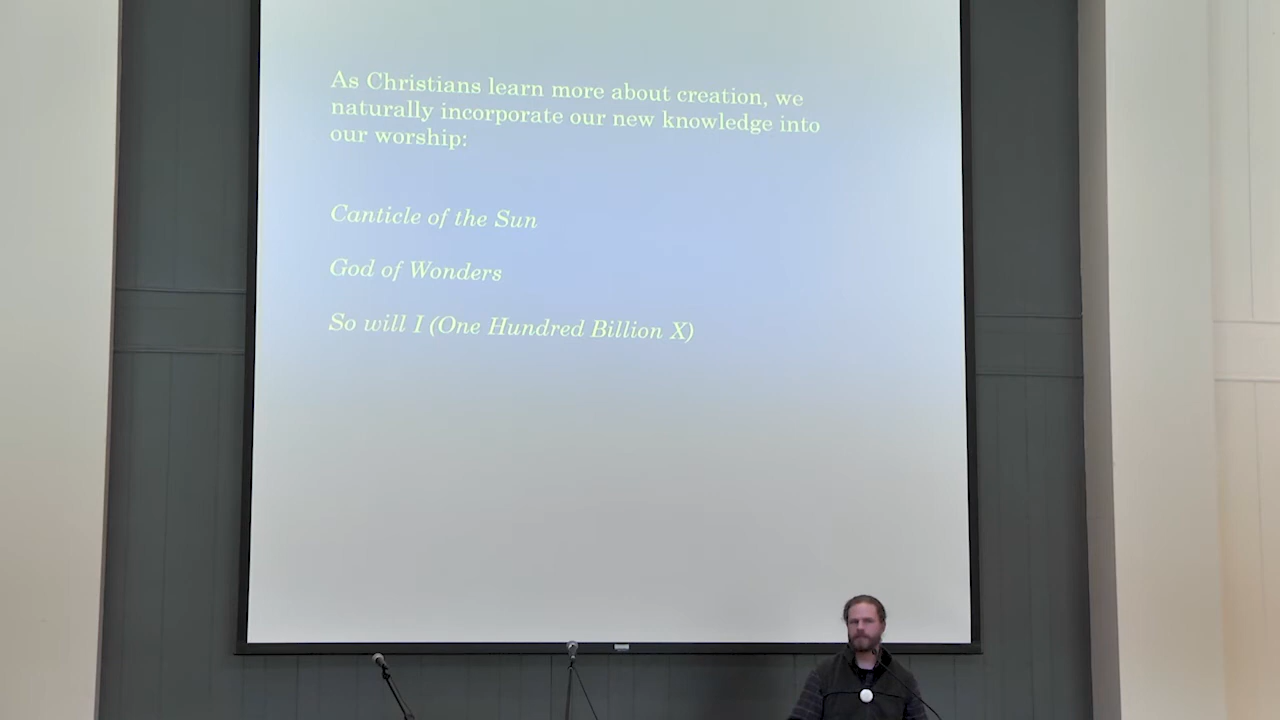 As Christians learn more about creation, we
naturally incorporate our new knowledge into
our worship:
Canticle of the Sun
God of Wonders
So will I (One Hundred Billion X)